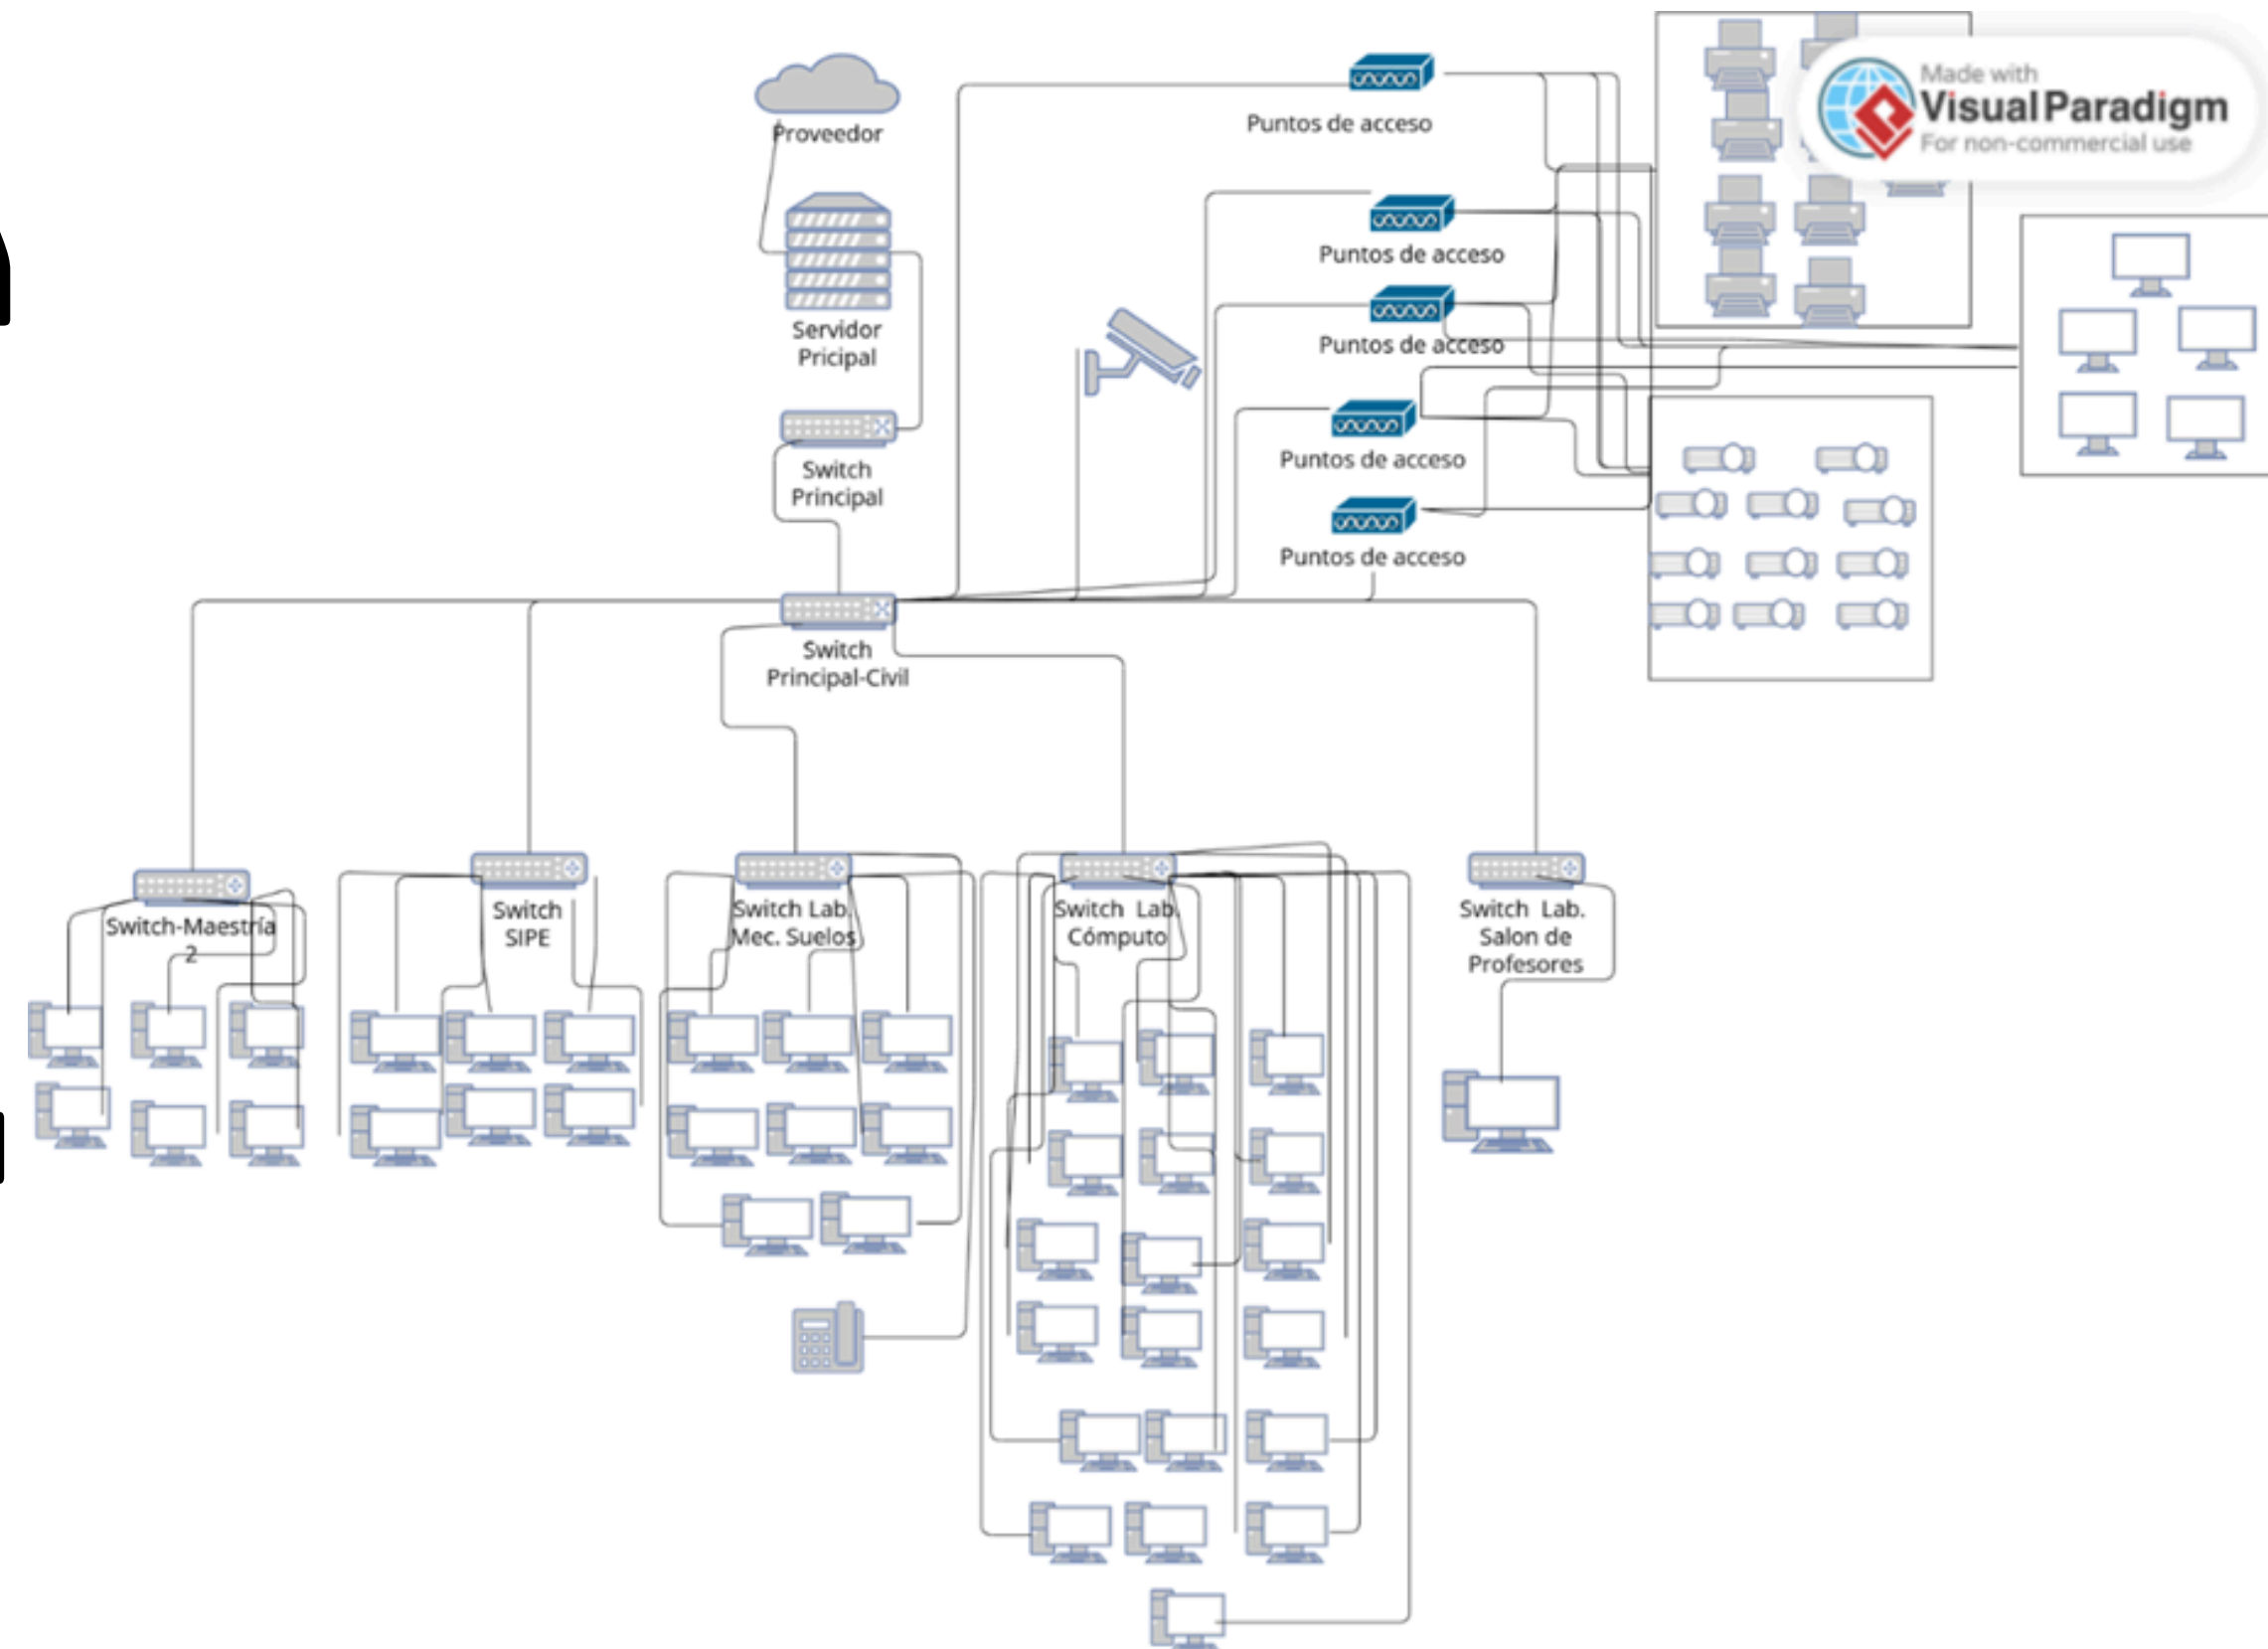 Made with
Visual Paradigm
For non-commercial use
Proveedor
Puntos de acceso
Servidor
Pricipal
Puntos de acceso
Puntos de acceso
Switch
Principal
Puntos de acceso
Puntos de acceso
Switch
Principal-Civil
Switch-Maestría
2
Switch
SIPE
Switch Lab.
Mec. Suelos
Switch Lab.
Cómputo
Switch Lab.
Salon de
Profesores